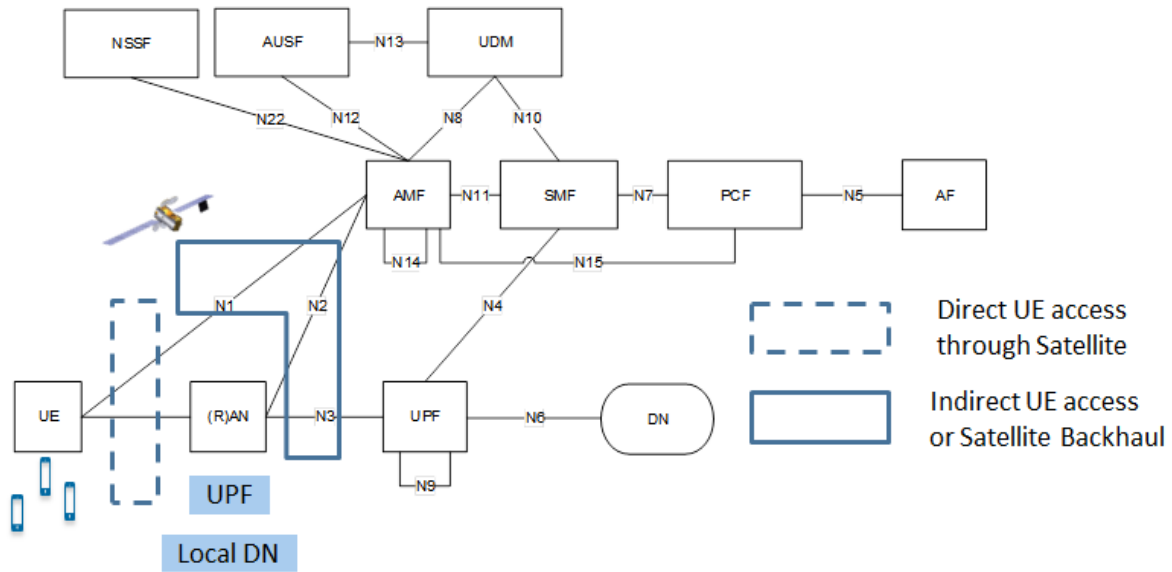 NSSF
AUSF
N13
UDM
N22
N12
N8
N10
AMF
N11
SMF
N7
PCF
N5
AF
N14
N15
N1
N2
N4
Direct UE access
through Satellite
UE
(R)AN
N3
UPF
N6
DN
Indirect UE access
or Satellite Backhaul
N9
UPF
Local DN